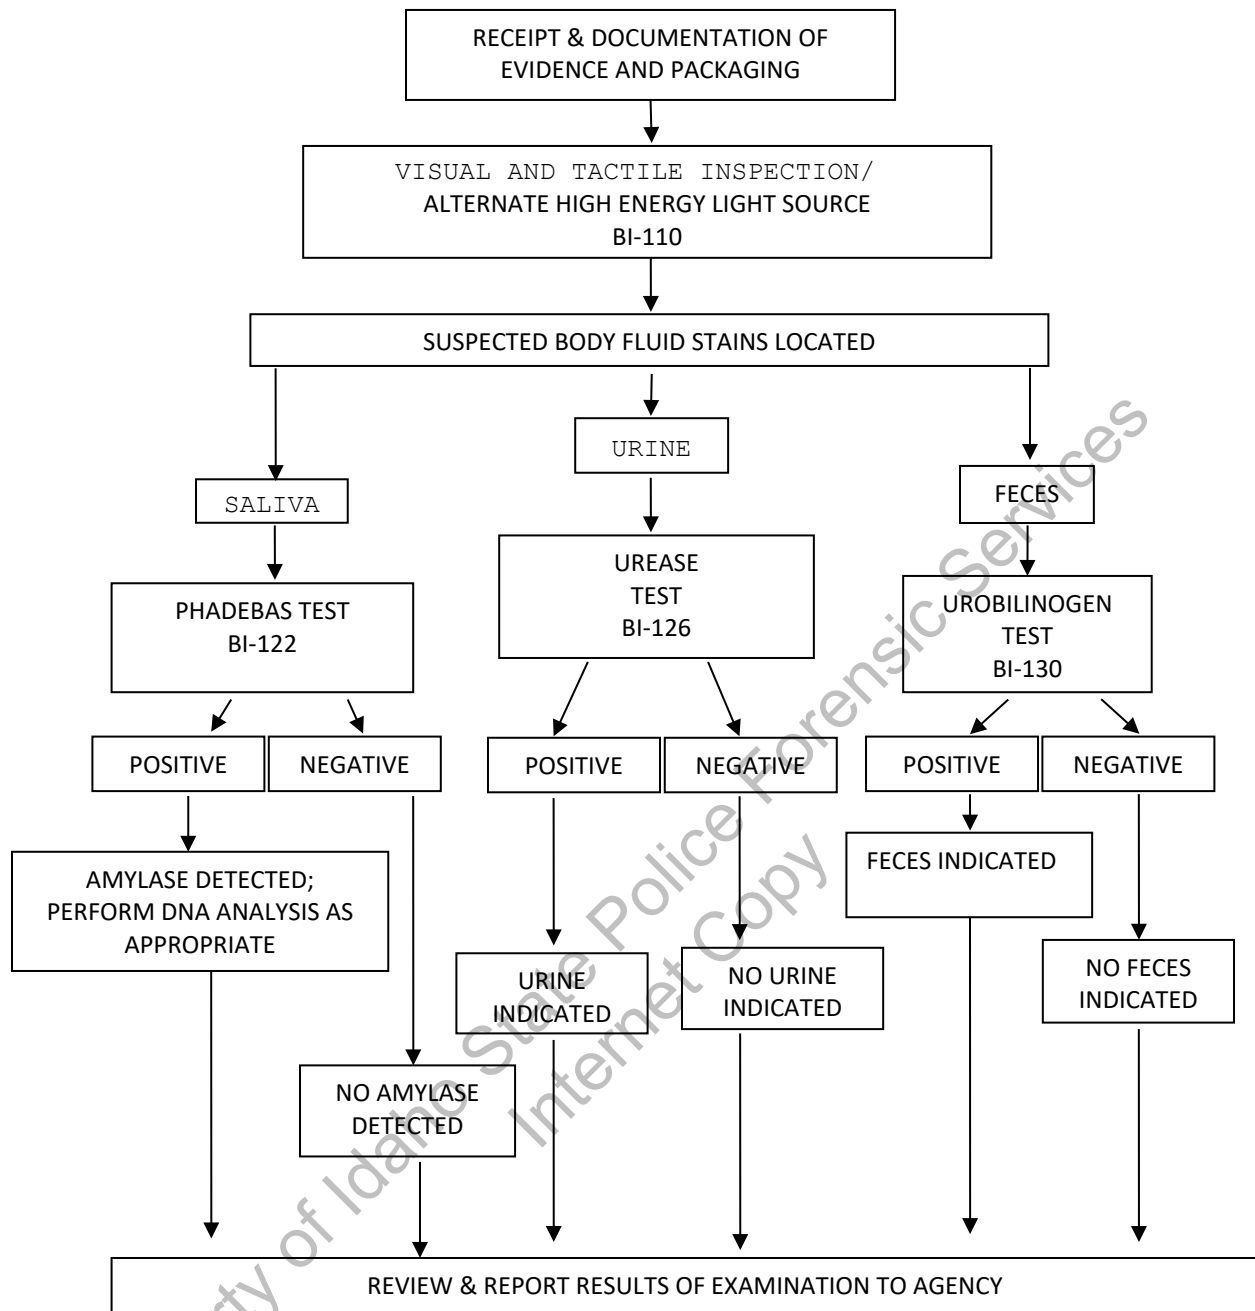 RECEIPT & DOCUMENTATION OF
EVIDENCE AND PACKAGING
VISUAL AND TACTILE INSPECTION/
ALTERNATE HIGH ENERGY LIGHT SOURCE
BI-110
SUSPECTED BODY FLUID STAINS LOCATED
SALIVA
URINE
FECES
PHADEBAS TEST
BI-122
UREASE
TEST
BI-126
UROBILINOGEN
TEST
BI-130
POSITIVE
NEGATIVE
POSITIVE
NEGATIVE
POSITIVE
NEGATIVE
AMYLASE DETECTED;
PERFORM DNA ANALYSIS AS
APPROPRIATE
NO AMYLASE
DETECTED
URINE
INDICATED
NO URINE
INDICATED
FECES INDICATED
NO FECES
INDICATED
REVIEW & REPORT RESULTS OF EXAMINATION TO AGENCY
of Idaho State Police Forensic Services
Internet Copy